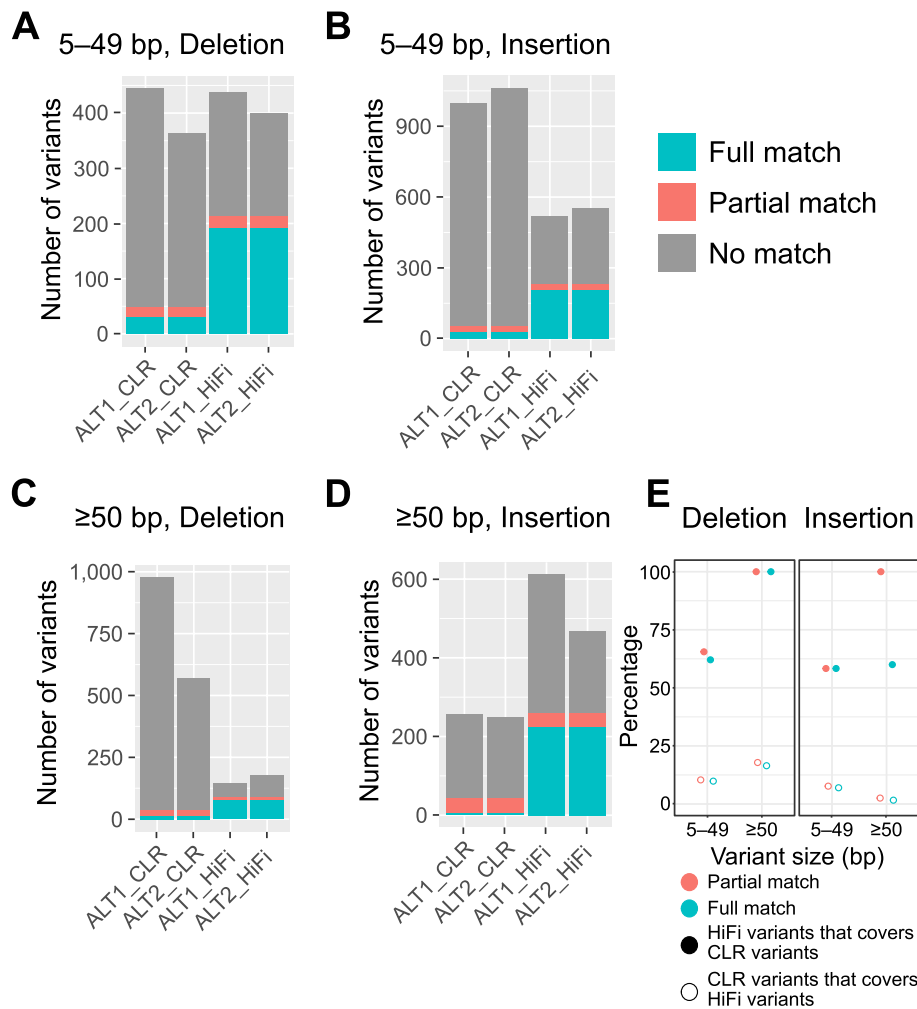 A
5–49 bp, Deletion
Number of variants
400
300
200
100
0
ALT1_CLR
ALT2_CLR
ALT1_HiFi
ALT2_HiFi
B
5–49 bp, Insertion
Number of variants
900
600
300
0
ALT1_CLR
ALT2_CLR
ALT1_HiFi
ALT2_HiFi
Full match
Partial match
No match
C
≥50 bp, Deletion
Number of variants
1,000
750
500
250
0
ALT1_CLR
ALT2_CLR
ALT1_HiFi
ALT2_HiFi
D
≥50 bp, Insertion
Number of variants
600
400
200
0
ALT1_CLR
ALT2_CLR
ALT1_HiFi
ALT2_HiFi
E
Deletion Insertion
Percentage
100
75
50
25
0
5–49 ≥50 5–49 ≥50
Variant size (bp)
Partial match
Full match
HiFi variants that covers
CLR variants
CLR variants that covers
HiFi variants